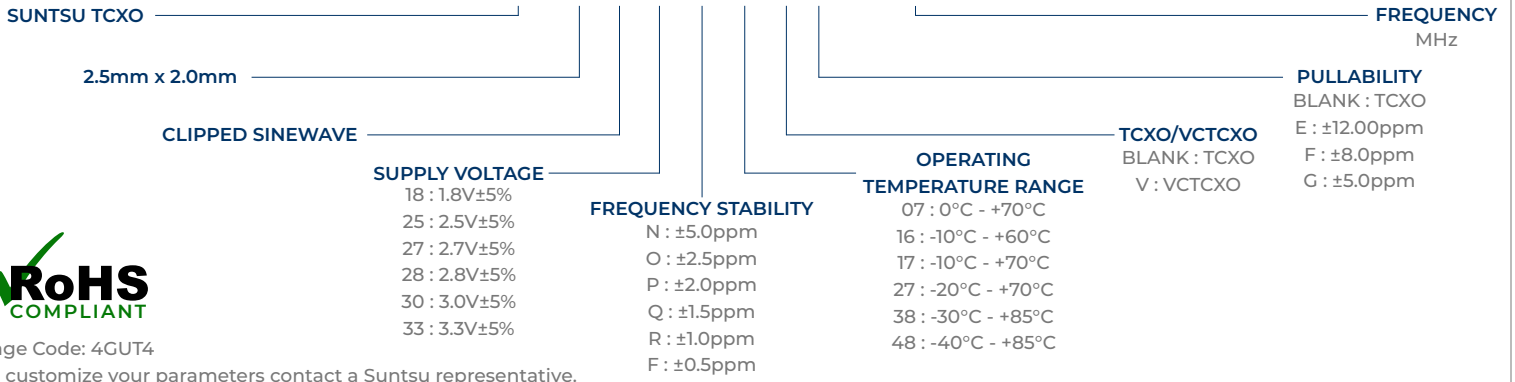 SUNTSU TCXO
FREQUENCY
MHz
2.5mm x 2.0mm
PULLABILITY
BLANK : TCXO
E : ±12.00ppm
F : ±8.0ppm
G : ±5.0ppm
CLIPPED SINEWAVE
TCXO/VCTCXO
BLANK : TCXO
V : VCTCXO
SUPPLY VOLTAGE
18 : 1.8V±5%
25 : 2.5V±5%
27 : 2.7V±5%
28 : 2.8V±5%
30 : 3.0V±5%
33 : 3.3V±5%
FREQUENCY STABILITY
N : ±5.0ppm
O : ±2.5ppm
P : ±2.0ppm
Q : ±1.5ppm
R : ±1.0ppm
F : ±0.5ppm
OPERATING
TEMPERATURE RANGE
07 : 0°C - +70°C
16 : -10°C - +60°C
17 : -10°C - +70°C
27 : -20°C - +70°C
38 : -30°C - +85°C
48 : -40°C - +85°C
RoHS
COMPLIANT
Code: 4GUT4
customize your parameters contact a Suntsu representative.